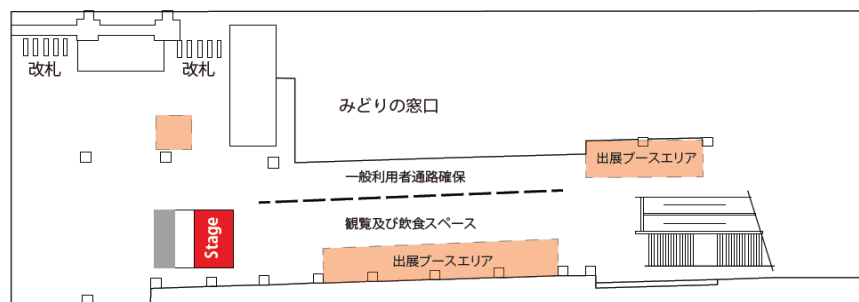 改札
改札
みどりの窓口
出展ブースエリア
一般利用者通路確保
観覧及び飲食スペース
Stage
出展ブースエリア